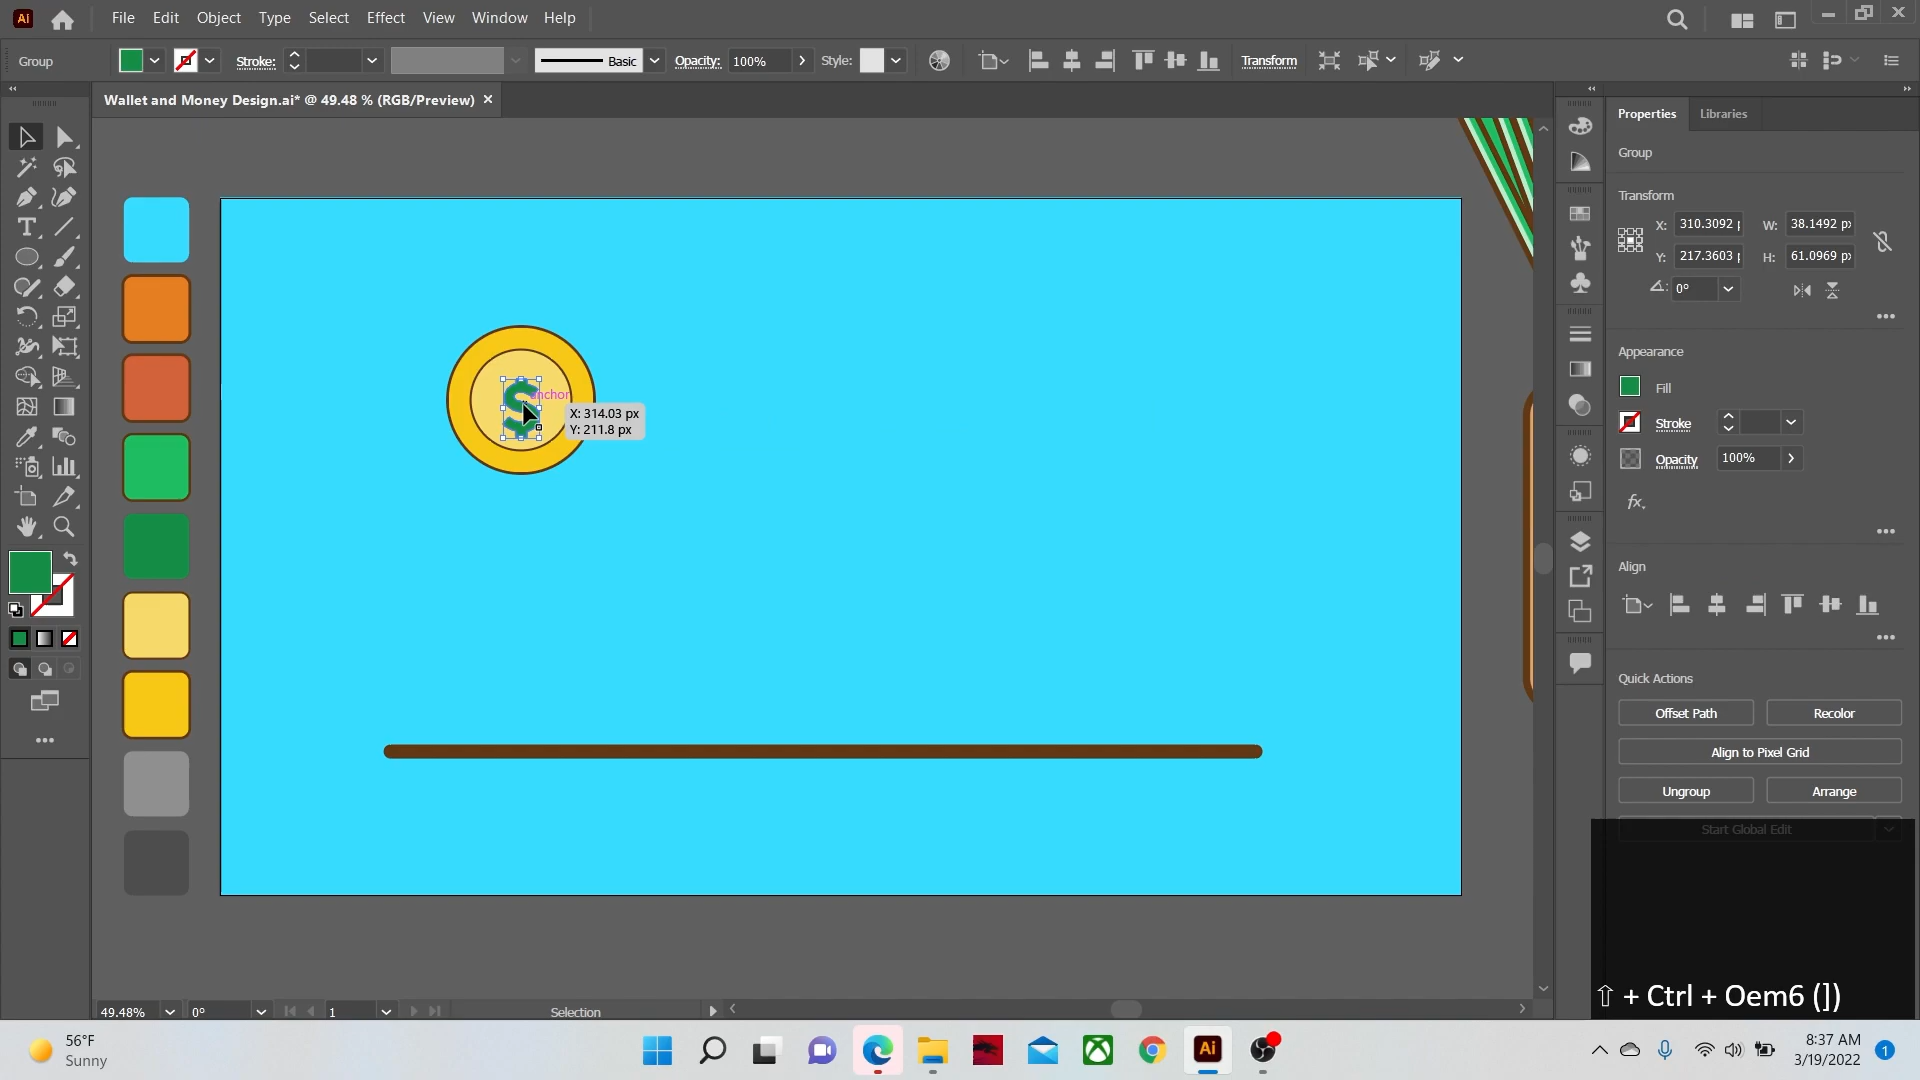 Ai File Edit Object Type Select Effect View Window Help
Group Stroke: Basic Opacity: 100% Style: Transform
Wallet and Money Design.ai* @ 49.48 % (RGB/Preview) ×
Properties Libraries
Group
Transform
X: 310.3092 W: 38.1492 px
Y: 217.3603 H: 61.0969 px
0°
Appearance
Fill
Stroke
Opacity 100%
fx
Align
Quick Actions
Offset Path Recolor
Align to Pixel Grid
Ungroup Arrange
Start Global Edit
$
anchor
X: 314.03 px
Y: 211.8 px
⇧ + Ctrl + Oem6 (])
49.48% 0° 1 Selection
56°F
Sunny
Ai
8:37 AM
3/19/2022
1